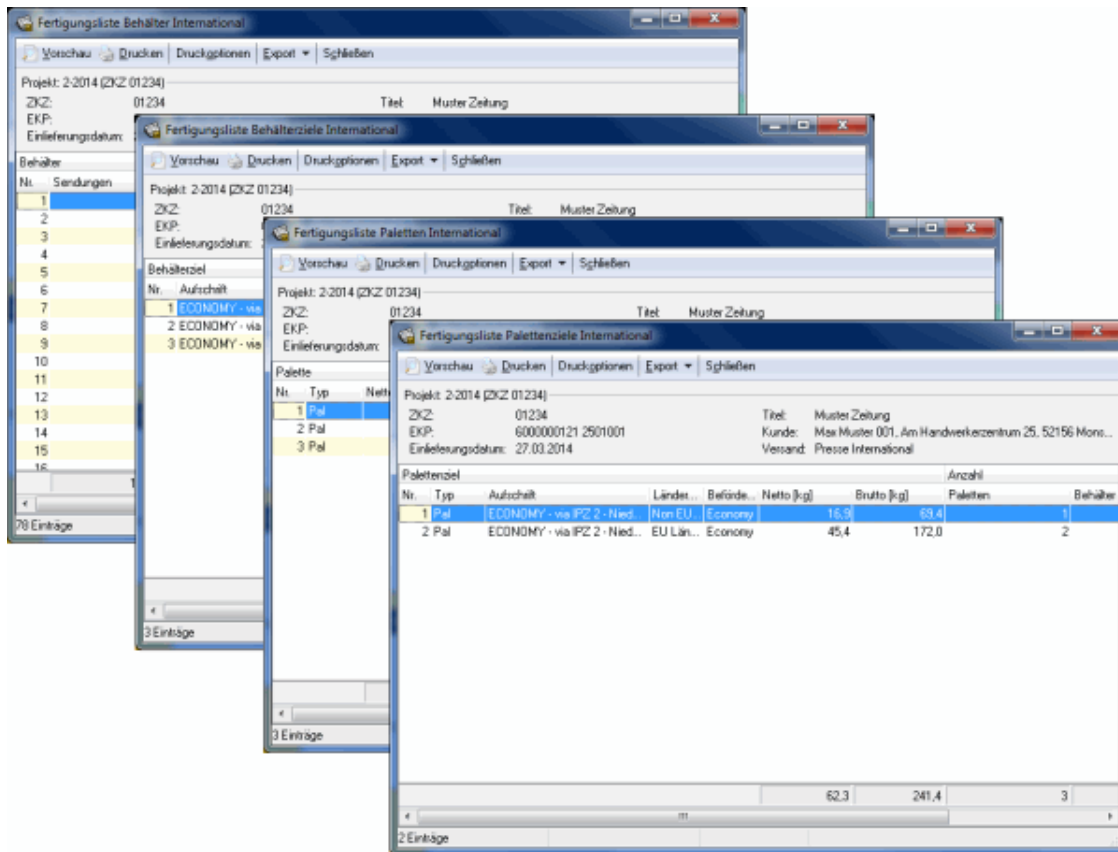 Fertigungsliste Behälter International
Vorschau Drucken Druckoptionen Export Schließen
Projekt: 2-2014 (ZKZ 01234)
ZKZ: 01234 Titel: Muster Zeitung
EKP:
Einlieferungsdatum:
Behälter
Nr. Sendungen
1
2
3
4
5
6
7
8
9
10
11
12
13
14
15
16
1
78 Einträge
Fertigungsliste Behälterziele International
Vorschau Drucken Druckoptionen Export Schließen
Projekt: 2-2014 (ZKZ 01234)
ZKZ: 01234 Titel: Muster Zeitung
EKP:
Einlieferungsdatum:
Behälterziel
Nr. Aufschrift
1 ECONOMY - via
2 ECONOMY - via
3 ECONOMY - via
3 Einträge
Fertigungsliste Paletten International
Vorschau Drucken Druckoptionen Export Schließen
Projekt: 2-2014 (ZKZ 01234)
ZKZ: 01234 Titel: Muster Zeitung
EKP:
Einlieferungsdatum:
Palette
Nr. Typ
1 Pal
2 Pal
3 Pal
3 Einträge
Fertigungsliste Palettenziele International
Vorschau Drucken Druckoptionen Export Schließen
Projekt: 2-2014 (ZKZ 01234)
ZKZ: 01234 Titel: Muster Zeitung
EKP: 6000000121 2501001 Kunde: Max Muster 001, Am Handwerkerzentrum 25, 52156 Mons...
Einlieferungsdatum: 27.03.2014 Versand: Presse International
Palettenziel Anzahl
Nr. Typ Aufschrift Länder... Beförde... Netto [kg] Brutto [kg] Paletten Behälter
1 Pal ECONOMY - via IPZ 2 - Nied... Non EU... Economy 16,9 69,4 1
2 Pal ECONOMY - via IPZ 2 - Nied... EU Län... Economy 45,4 172,0 2
62,3 241,4 3
2 Einträge